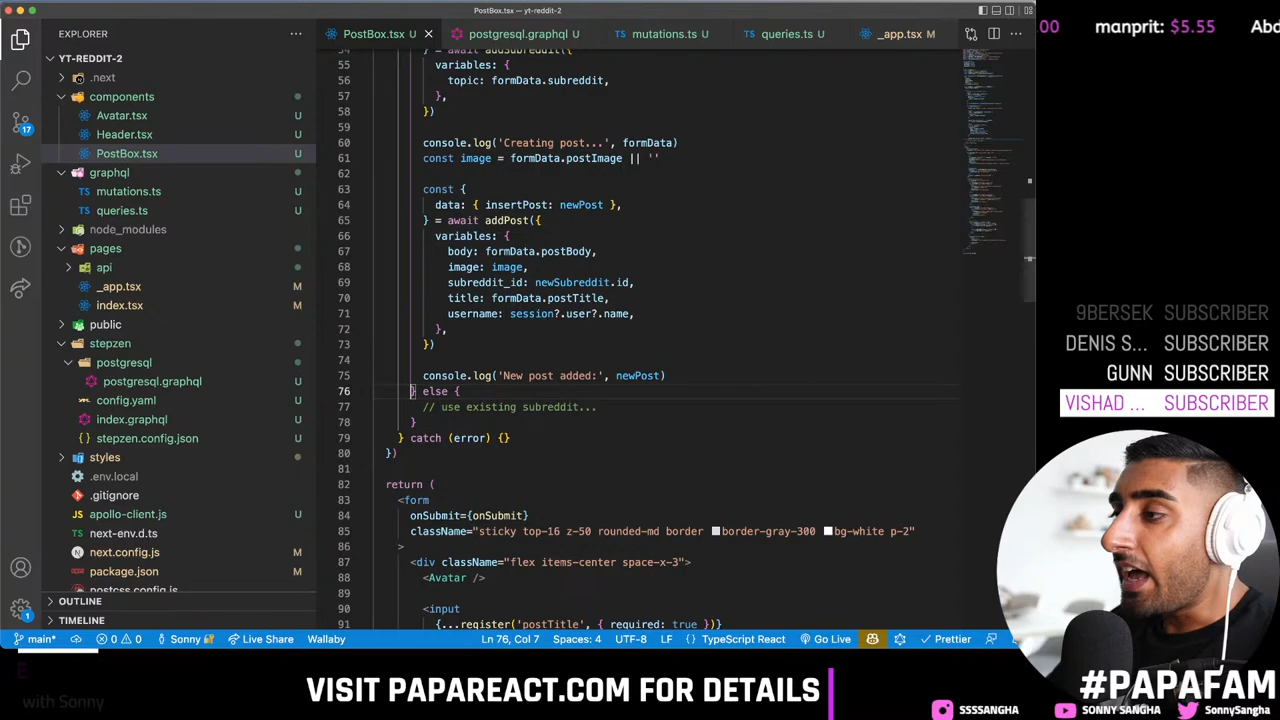 PostBox.tsx — yt-reddit-2
EXPLORER
PostBox.tsx U
postgresql.graphql U
mutations.ts U
queries.ts U
_app.tsx M
.00 manprit: $5.55
YT-REDDIT-2
.next
components
Avatar.tsx U
Header.tsx U
PostBox.tsx U
mutations.ts U
queries.ts U
node_modules
pages
api
_app.tsx M
index.tsx M
public
stepzen
postgresql
postgresql.graphql U
config.yaml U
index.graphql U
stepzen.config.json U
styles
.env.local
.gitignore
apollo-client.js U
next-env.d.ts
next.config.js M
package.json M
postcss.config.js
OUTLINE
TIMELINE
17
1
54 } = await addSubreddit({
55 variables: {
56 topic: formData.subreddit,
57 },
58 })
59
60 console.log('Creating post...', formData)
61 const image = formData.postImage || ''
62
63 const {
64 data: { insertPost: newPost },
65 } = await addPost({
66 variables: {
67 body: formData.postBody,
68 image: image,
69 subreddit_id: newSubreddit.id,
70 title: formData.postTitle,
71 username: session?.user?.name,
72 },
73 })
74
75 console.log('New post added:', newPost)
76 } else {
77 // use existing subreddit...
78 }
79 } catch (error) {}
80 })
81
82 return (
83 <form
84 onSubmit={onSubmit}
85 className="sticky top-16 z-50 rounded-md border border-gray-300 bg-white p-2"
86 >
87 <div className="flex items-center space-x-3">
88 <Avatar />
89
90 <input
91 {...register('postTitle', { required: true })}
9BERSEK SUBSCRIBER
DENIS S... SUBSCRIBER
GUNN SUBSCRIBER
VISHAD ... SUBSCRIBER
main* 0 0 Sonny Live Share Wallaby Ln 76, Col 7 Spaces: 4 UTF-8 LF TypeScript React Go Live Prettier
with Sonny
VISIT PAPAREACT.COM FOR DETAILS
#PAPAFAM
SSSSANGHA SONNY SANGHA SonnySangha